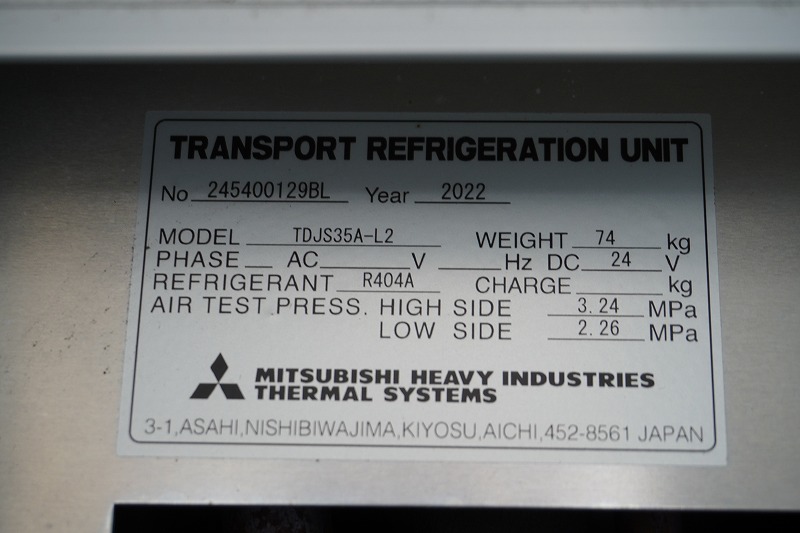 TRANSPORT REFRIGERATION UNIT
No 245400129BL Year 2022
MODEL TDJS35A-L2 WEIGHT 74 kg
PHASE AC V Hz DC 24 V
REFRIGERANT R404A CHARGE kg
AIR TEST PRESS. HIGH SIDE 3.24 MPa
LOW SIDE 2.26 MPa
MITSUBISHI HEAVY INDUSTRIES
THERMAL SYSTEMS
3-1,ASAHI,NISHIBIWAJIMA,KIYOSU,AICHI,452-8561 JAPAN